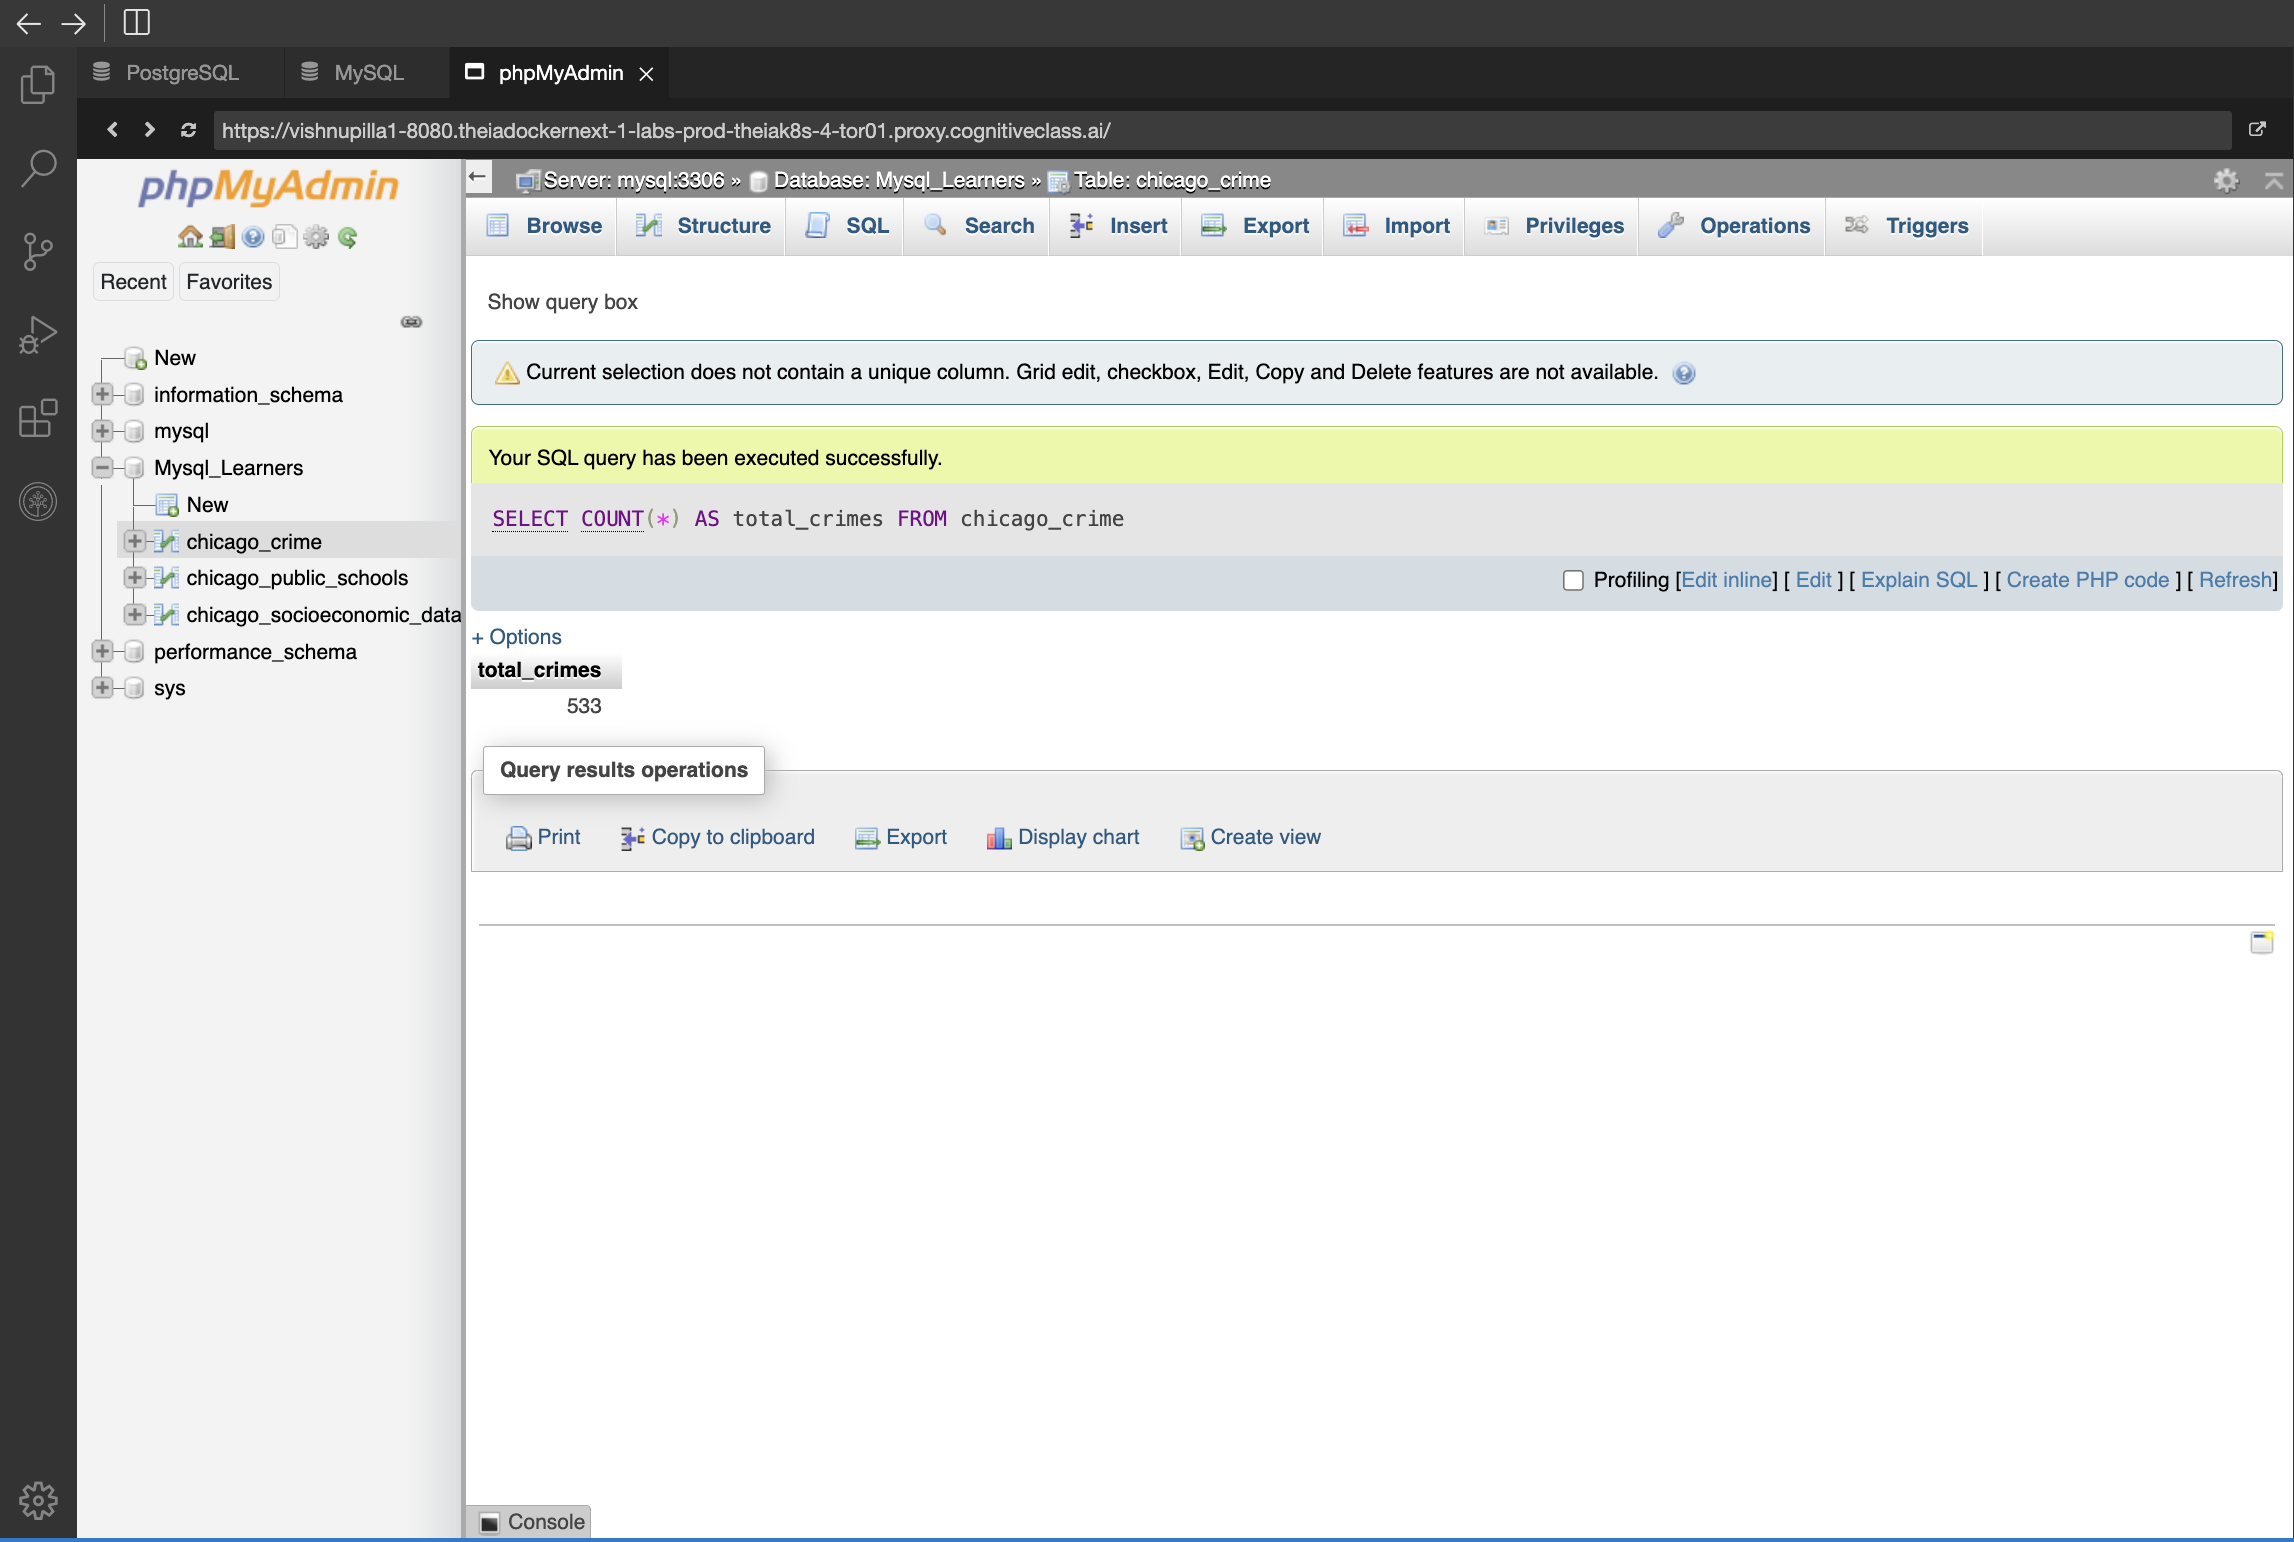 PostgreSQL MySQL phpMyAdmin
https://vishnupilla1-8080.theiadockernext-1-labs-prod-theiak8s-4-tor01.proxy.cognitiveclass.ai/
phpMyAdmin
Recent Favorites
New
information_schema
mysql
Mysql_Learners
New
chicago_crime
chicago_public_schools
chicago_socioeconomic_data
performance_schema
sys
Server: mysql:3306 » Database: Mysql_Learners » Table: chicago_crime
Browse Structure SQL Search Insert Export Import Privileges Operations Triggers
Show query box
Current selection does not contain a unique column. Grid edit, checkbox, Edit, Copy and Delete features are not available.
Your SQL query has been executed successfully.
SELECT COUNT(*) AS total_crimes FROM chicago_crime
Profiling [Edit inline] [ Edit ] [ Explain SQL ] [ Create PHP code ] [ Refresh]
+ Options
total_crimes
533
Query results operations
Print Copy to clipboard Export Display chart Create view
Console